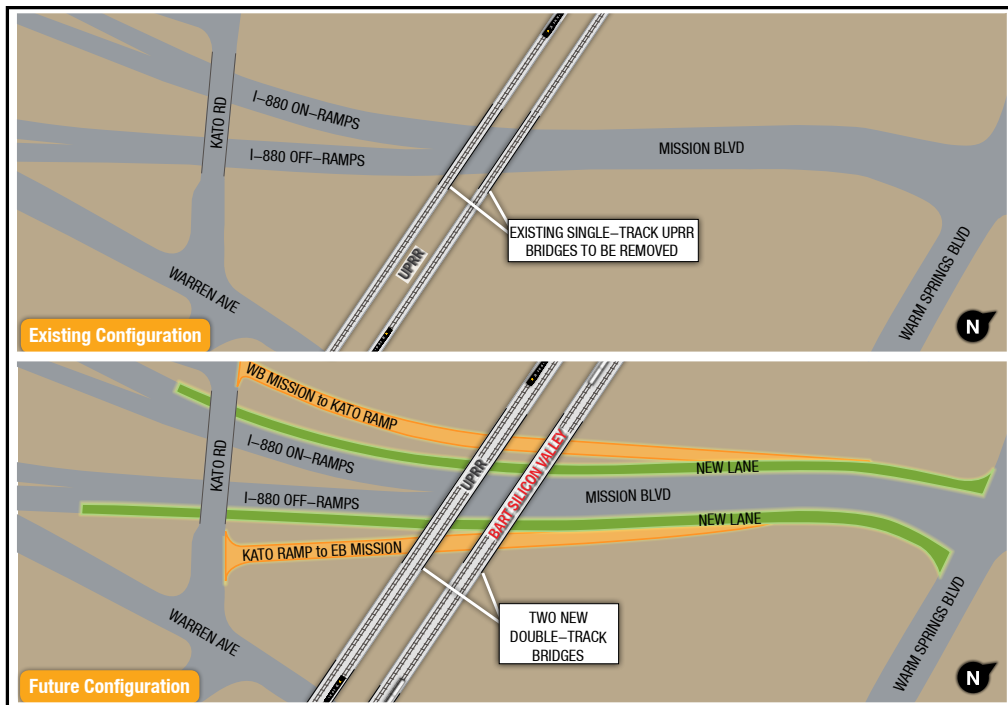 I–880 ON–RAMPS
KATO RD
I–880 OFF–RAMPS
MISSION BLVD
EXISTING SINGLE–TRACK UPRR
BRIDGES TO BE REMOVED
UPRR
WARREN AVE
WARM SPRINGS BLVD
Existing Configuration
N
WB MISSION to KATO RAMP
KATO RD
I–880 ON–RAMPS
UPRR
BART SILICON VALLEY
NEW LANE
I–880 OFF–RAMPS
MISSION BLVD
NEW LANE
KATO RAMP to EB MISSION
TWO NEW
DOUBLE–TRACK
BRIDGES
WARREN AVE
WARM SPRINGS BLVD
Future Configuration
N